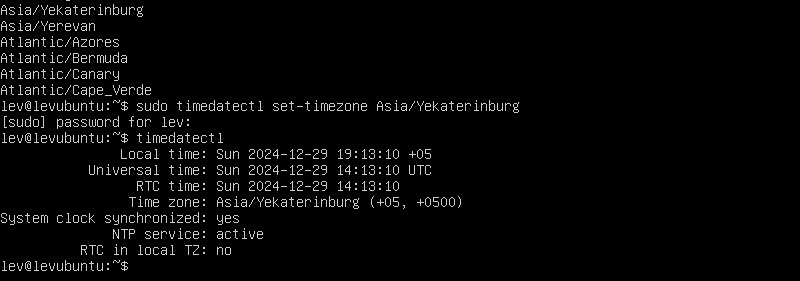 Asia/Yekaterinburg
Asia/Yerevan
Atlantic/Azores
Atlantic/Bermuda
Atlantic/Canary
Atlantic/Cape_Verde
lev@levubuntu:~$ sudo timedatectl set-timezone Asia/Yekaterinburg
[sudo] password for lev:
lev@levubuntu:~$ timedatectl
Local time: Sun 2024-12-29 19:13:10 +05
Universal time: Sun 2024-12-29 14:13:10 UTC
RTC time: Sun 2024-12-29 14:13:10
Time zone: Asia/Yekaterinburg (+05, +0500)
System clock synchronized: yes
NTP service: active
RTC in local TZ: no
lev@levubuntu:~$